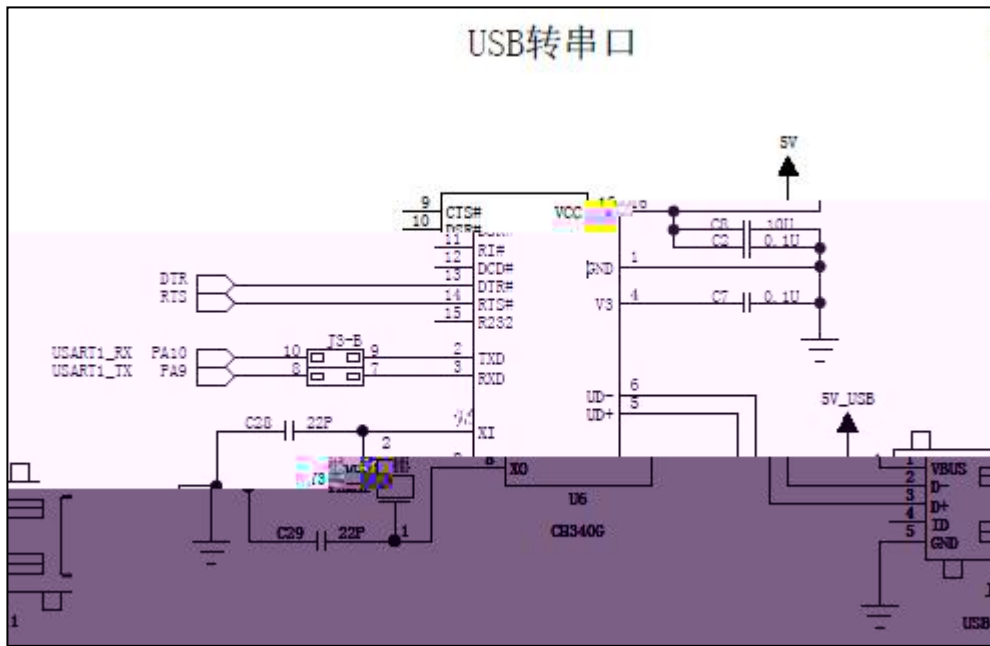 USB转串口
5V
9 CTS# VCC
10 DSR# C8 10U
11 RI# C2 0.1U
12 DCD# GND 1
DTR 13 DTR#
RTS 14 RTS# V3 4 C7 0.1U
15 R232
J3-B
USART1_RX PA10 10 9 2 TXD
USART1_TX PA9 8 7 3 RXD
UD- 6
UD+ 5 5V_USB
C28 22P XI
2
8 XO 1 VBUS
U6 2 D-
3 D+
C29 22P 1 CH340G 4 ID
5 GND
1 USB